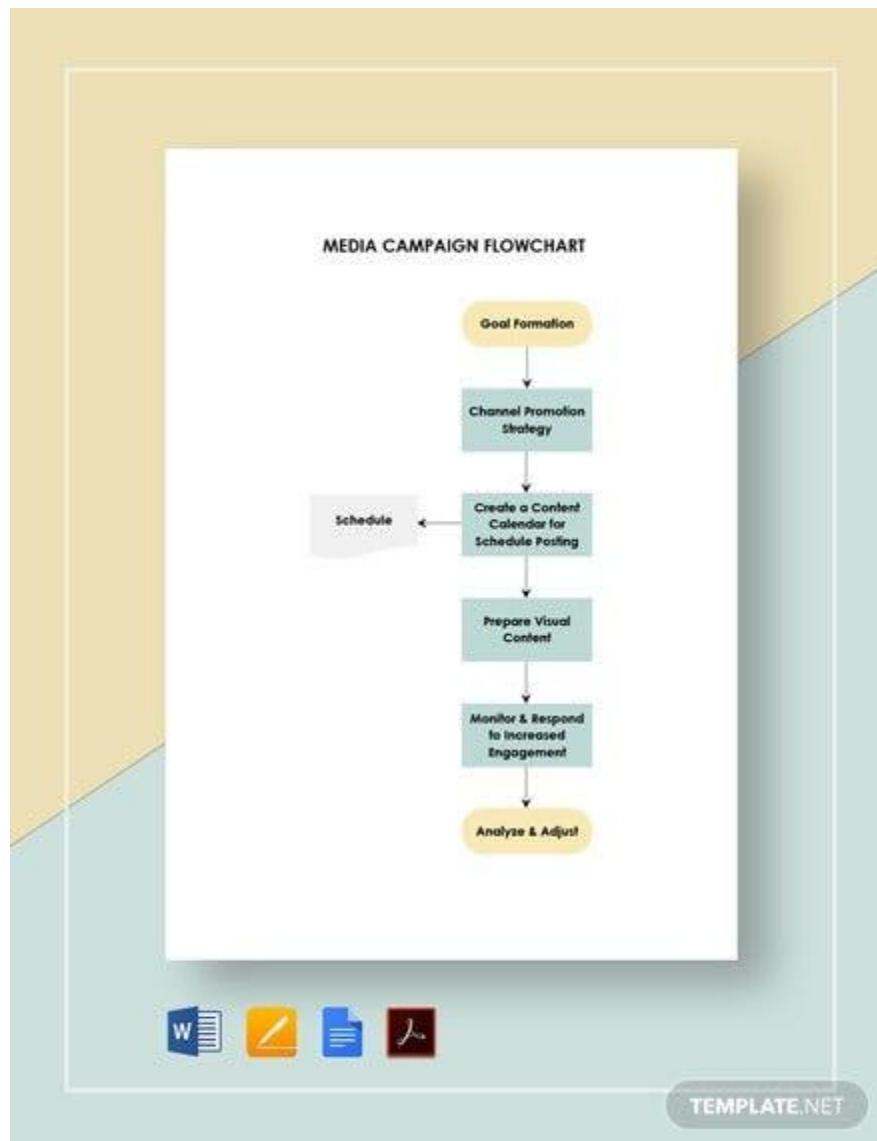 MEDIA CAMPAIGN FLOWCHART
Goal Formation
Channel Promotion
Strategy
Schedule
Create a Content
Calendar for
Schedule Posting
Prepare Visual
Content
Monitor & Respond
to Increased
Engagement
Analyze & Adjust
W
TEMPLATE.NET